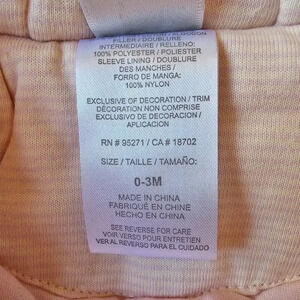 FILLER / DOUBLURE
INTERMEDIAIRE / RELLENO:
100% POLYESTER / POLIESTER
SLEEVE LINING / DOUBLURE
DES MANCHES /
FORRO DE MANGA:
100% NYLON
EXCLUSIVE OF DECORATION / TRIM
DÉCORATION NON COMPRISE
EXCLUSIVO DE DECORACION /
APLICACION
RN # 95271 / CA # 18702
SIZE / TAILLE / TAMAÑO:
0-3M
MADE IN CHINA
FABRIQUÉ EN CHINE
HECHO EN CHINA
SEE REVERSE FOR CARE
VOIR VERSO POUR ENTRETIEN
VER AL REVERSO PARA EL CUIDADO